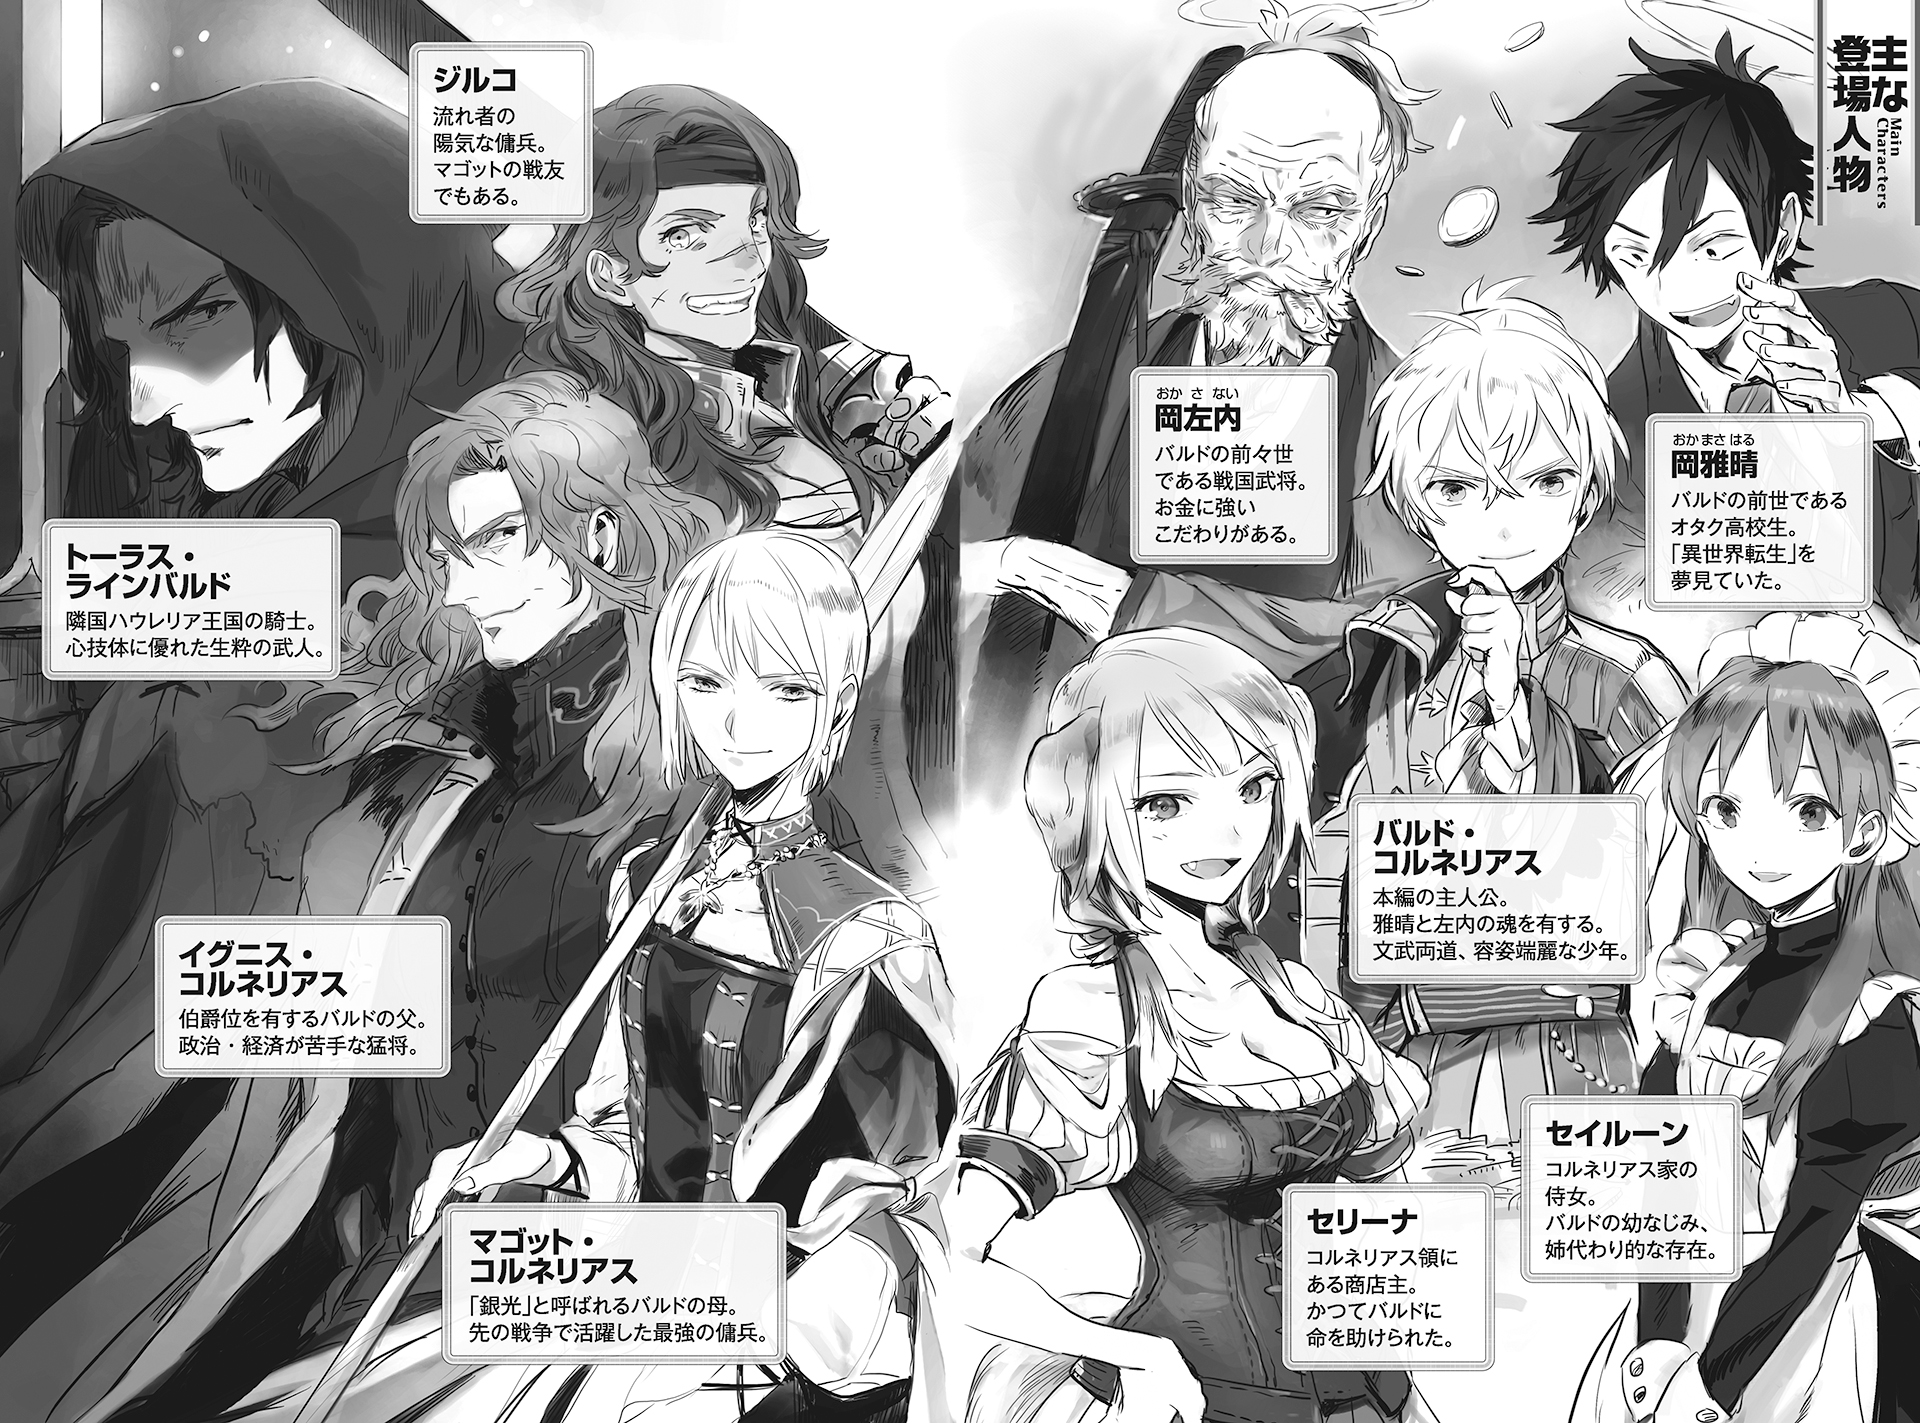 主な
登場人物
Main
Characters
おかまさはる
岡雅晴
バルドの前世である
オタク高校生。
「異世界転生」を
夢見ていた。
おかさない
岡左内
バルドの前々世
である戦国武将。
お金に強い
こだわりがある。
バルド・
コルネリアス
本編の主人公。
雅晴と左内の魂を有する。
文武両道、容姿端麗な少年。
セイルーン
コルネリアス家の
侍女。
バルドの幼なじみ、
姉代わり的な存在。
セリーナ
コルネリアス領に
ある商店主。
かつてバルドに
命を助けられた。
ジルコ
流れ者の
陽気な傭兵。
マゴットの戦友
でもある。
トーラス・
ラインバルド
隣国ハウレリア王国の騎士。
心技体に優れた生粋の武人。
イグニス・
コルネリアス
伯爵位を有するバルドの父。
政治・経済が苦手な猛将。
マゴット・
コルネリアス
「銀光」と呼ばれるバルドの母。
先の戦争で活躍した最強の傭兵。